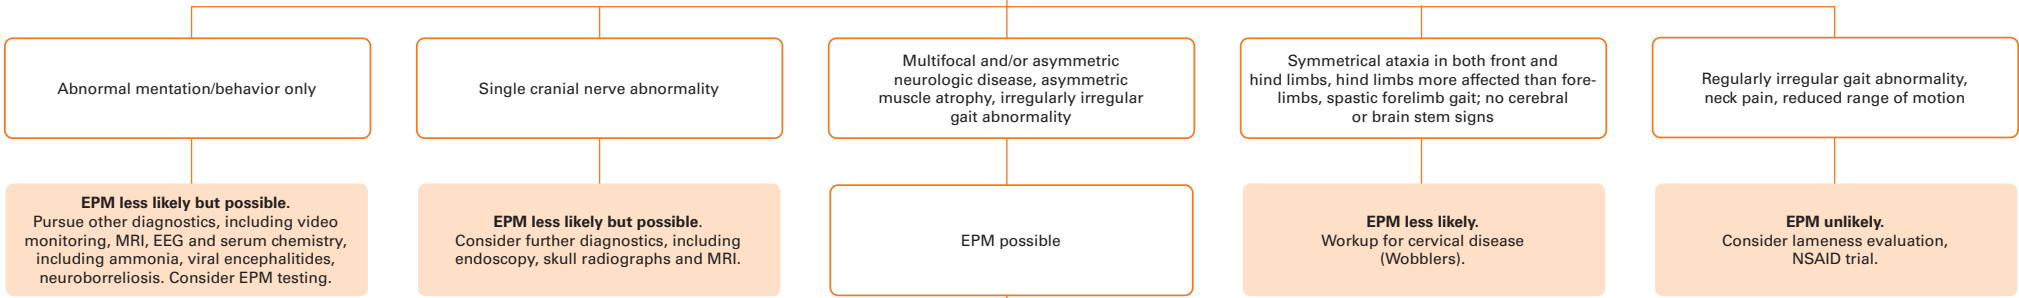 Abnormal mentation/behavior only
Single cranial nerve abnormality
Multifocal and/or asymmetric
neurologic disease, asymmetric
muscle atrophy, irregularly irregular
gait abnormality
Symmetrical ataxia in both front and
hind limbs, hind limbs more affected than fore-
limbs, spastic forelimb gait; no cerebral
or brain stem signs
Regularly irregular gait abnormality,
neck pain, reduced range of motion
EPM less likely but possible.
Pursue other diagnostics, including video
monitoring, MRI, EEG and serum chemistry,
including ammonia, viral encephalitides,
neuroborreliosis. Consider EPM testing.
EPM less likely but possible.
Consider further diagnostics, including
endoscopy, skull radiographs and MRI.
EPM possible
EPM less likely.
Workup for cervical disease
(Wobblers).
EPM unlikely.
Consider lameness evaluation,
NSAID trial.